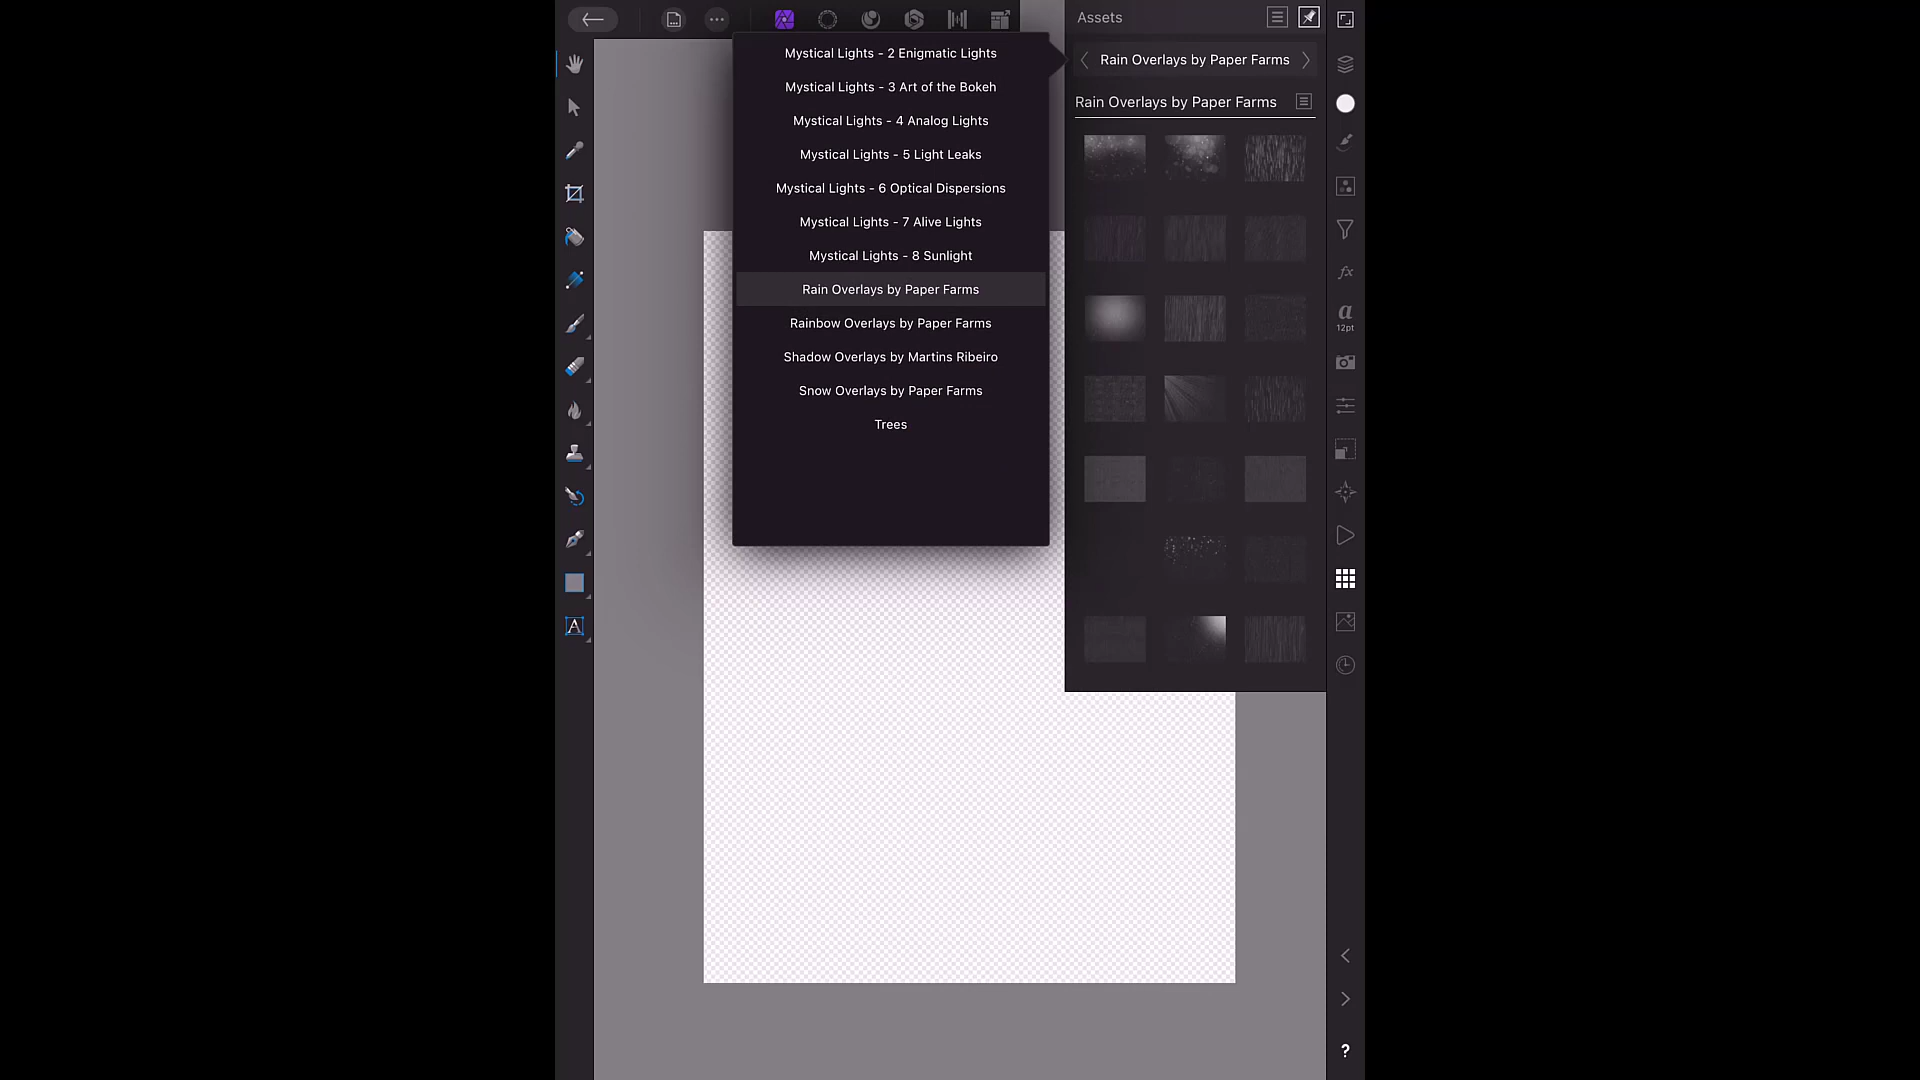 Assets
Rain Overlays by Paper Farms
Rain Overlays by Paper Farms
Mystical Lights - 2 Enigmatic Lights
Mystical Lights - 3 Art of the Bokeh
Mystical Lights - 4 Analog Lights
Mystical Lights - 5 Light Leaks
Mystical Lights - 6 Optical Dispersions
Mystical Lights - 7 Alive Lights
Mystical Lights - 8 Sunlight
Rain Overlays by Paper Farms
Rainbow Overlays by Paper Farms
Shadow Overlays by Martins Ribeiro
Snow Overlays by Paper Farms
Trees
A
fx
a
12pt
?